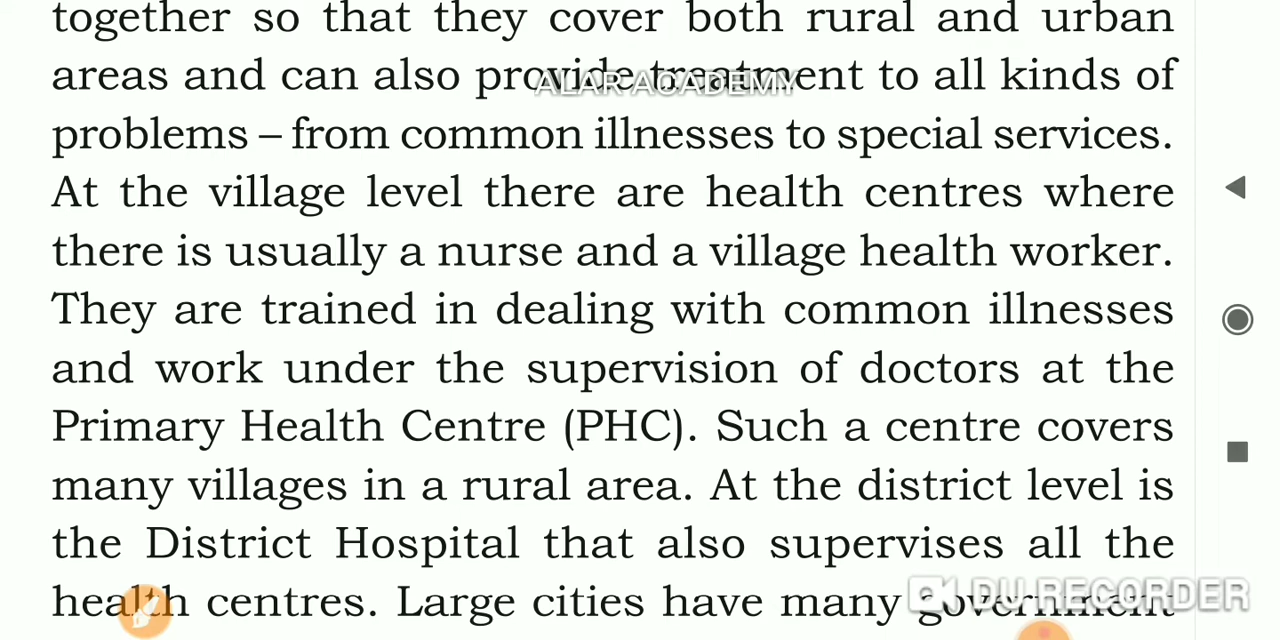 together so that they cover both rural and urban
areas and can also provide treatment to all kinds of
ALAR ACADEMY
problems – from common illnesses to special services.
At the village level there are health centres where
there is usually a nurse and a village health worker.
They are trained in dealing with common illnesses
and work under the supervision of doctors at the
Primary Health Centre (PHC). Such a centre covers
many villages in a rural area. At the district level is
the District Hospital that also supervises all the
health centres. Large cities have many government
DU RECORDER